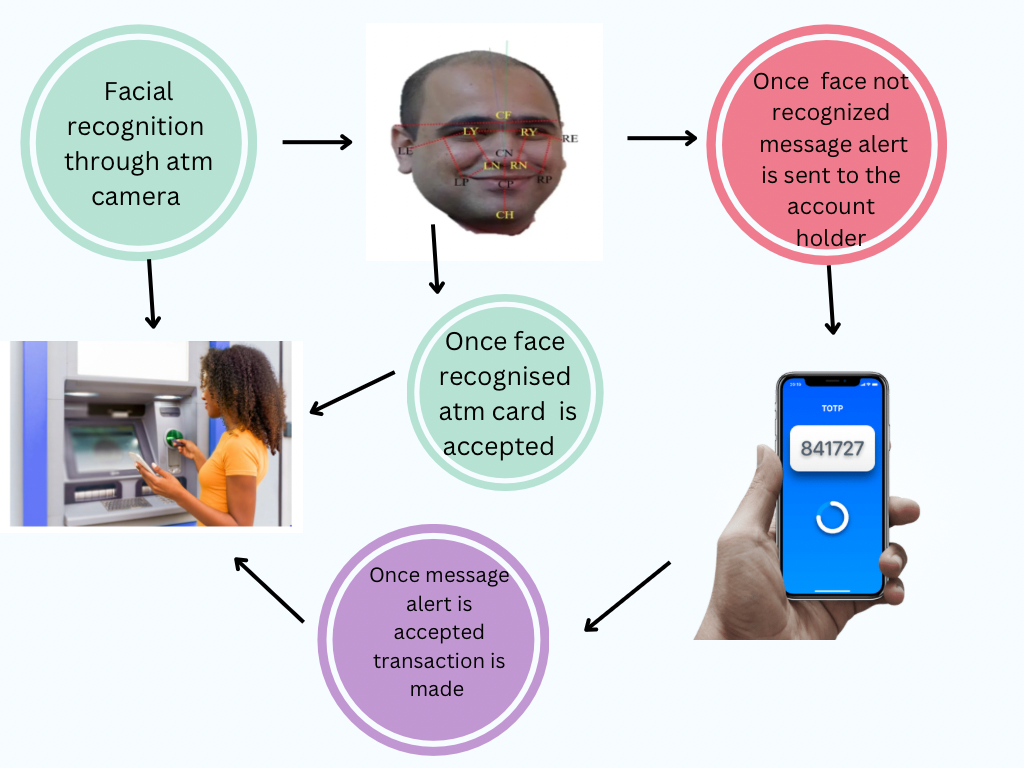 Facial
recognition
through atm
camera
CF
LY
RY
RE
LE
CN
LN
RN
LP
CP
RP
CH
Once face not
recognized
message alert
is sent to the
account
holder
Once face
recognised
atm card is
accepted
TOTP
841727
Once message
alert is
accepted
transaction is
made